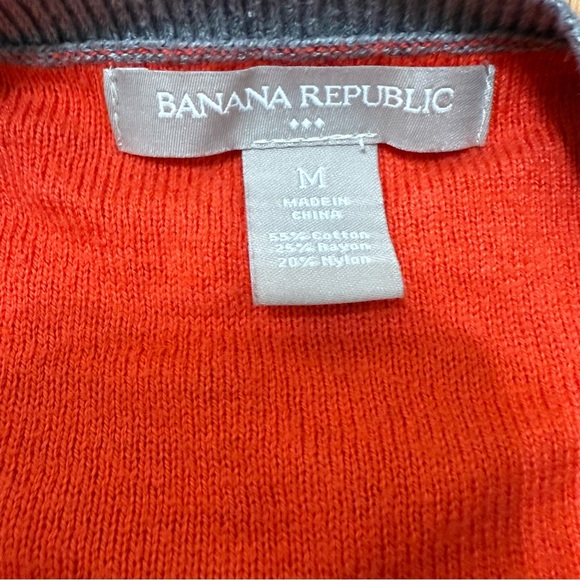 BANANA REPUBLIC
M
MADE IN
CHINA
55% Cotton
25% Rayon
20% Nylon